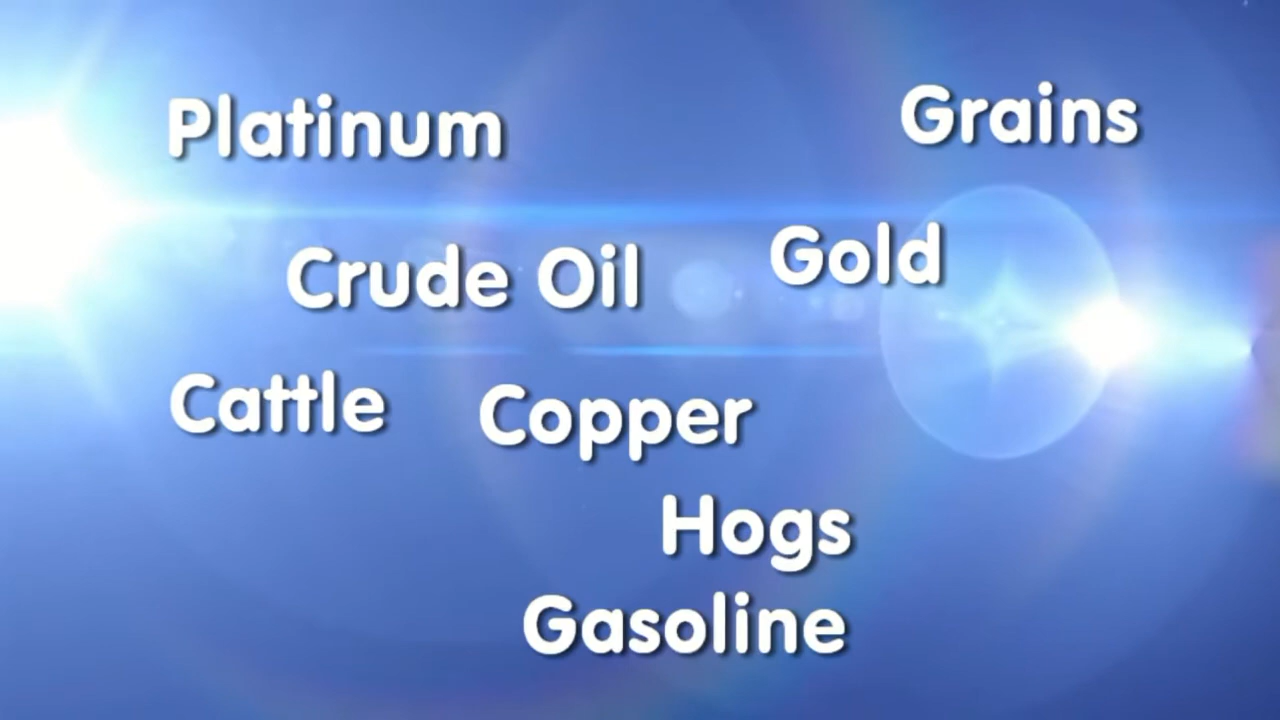 Platinum
Grains
Crude Oil
Gold
Cattle
Copper
Hogs
Gasoline